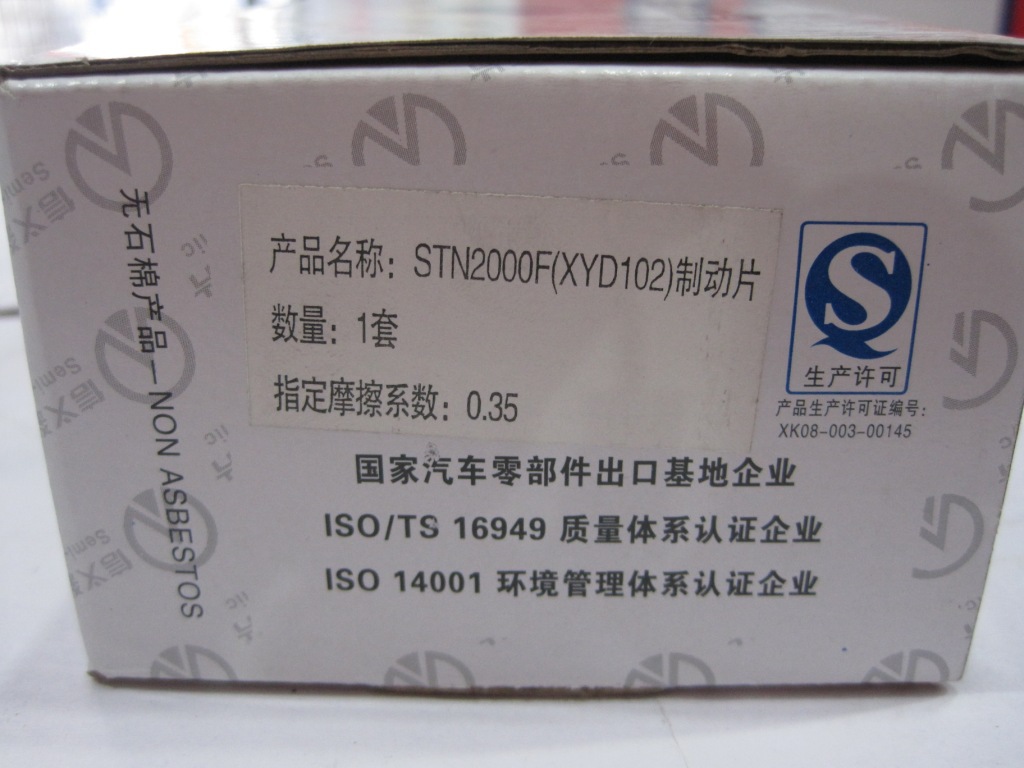 无石棉产品—NON ASBESTOS
产品名称：STN2000F(XYD102)制动片
数量：1套
指定摩擦系数：0.35
生产许可
产品生产许可证编号：
XK08-003-00145
国家汽车零部件出口基地企业
ISO/TS 16949 质量体系认证企业
ISO 14001 环境管理体系认证企业